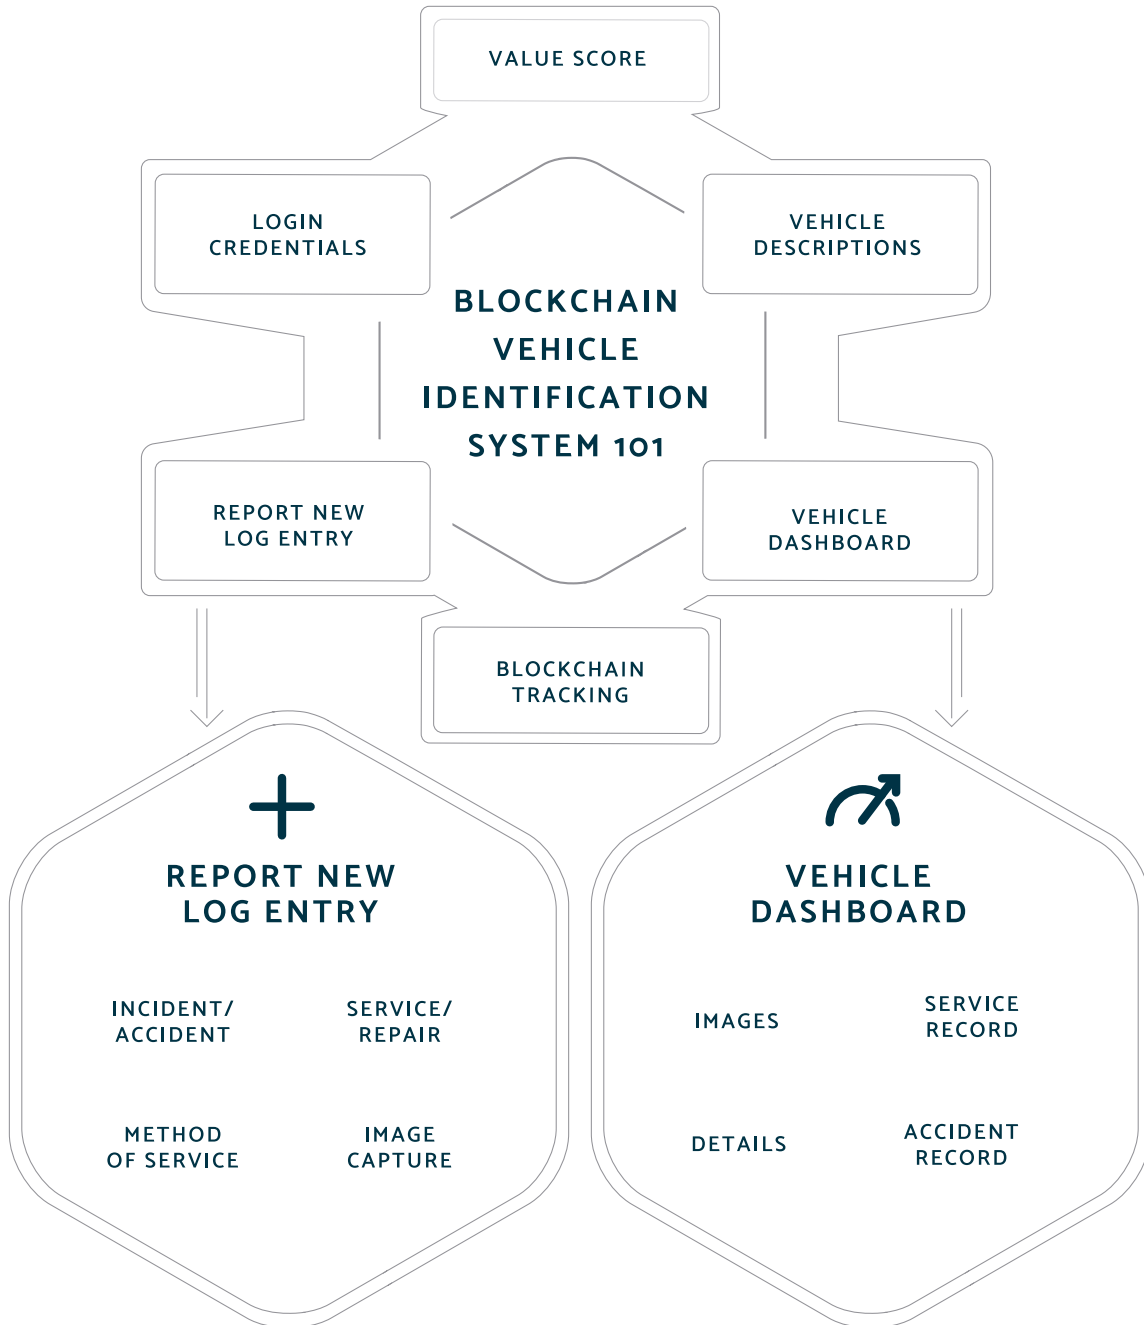 VALUE SCORE
LOGIN
CREDENTIALS
VEHICLE
DESCRIPTIONS
BLOCKCHAIN
VEHICLE
IDENTIFICATION
SYSTEM 101
REPORT NEW
LOG ENTRY
VEHICLE
DASHBOARD
BLOCKCHAIN
TRACKING
REPORT NEW
LOG ENTRY
INCIDENT/
ACCIDENT
SERVICE/
REPAIR
METHOD
OF SERVICE
IMAGE
CAPTURE
VEHICLE
DASHBOARD
IMAGES
SERVICE
RECORD
DETAILS
ACCIDENT
RECORD